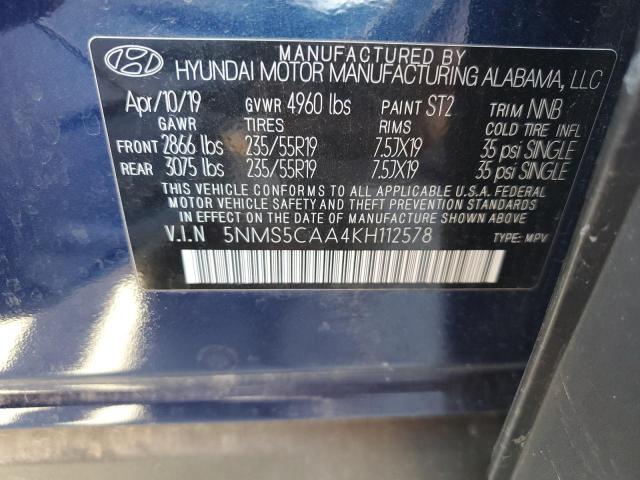 MANUFACTURED BY
HYUNDAI MOTOR MANUFACTURING ALABAMA, LLC
Apr/10/19 GVWR 4960 lbs PAINT ST2 TRIM NNB
GAWR TIRES RIMS COLD TIRE INFL
FRONT 2866 lbs 235/55R19 7.5X19 35 psi SINGLE
REAR 3075 lbs 235/55R19 7.5X19 35 psi SINGLE
THIS VEHICLE CONFORMS TO ALL APPLICABLE U.S.A. FEDERAL
MOTOR VEHICLE SAFETY AND THEFT PREVENTION STANDARDS
IN EFFECT ON THE DATE OF MANUFACTURE SHOWN ABOVE
V.I.N 5NMS5CAA4KH112578 TYPE: MPV